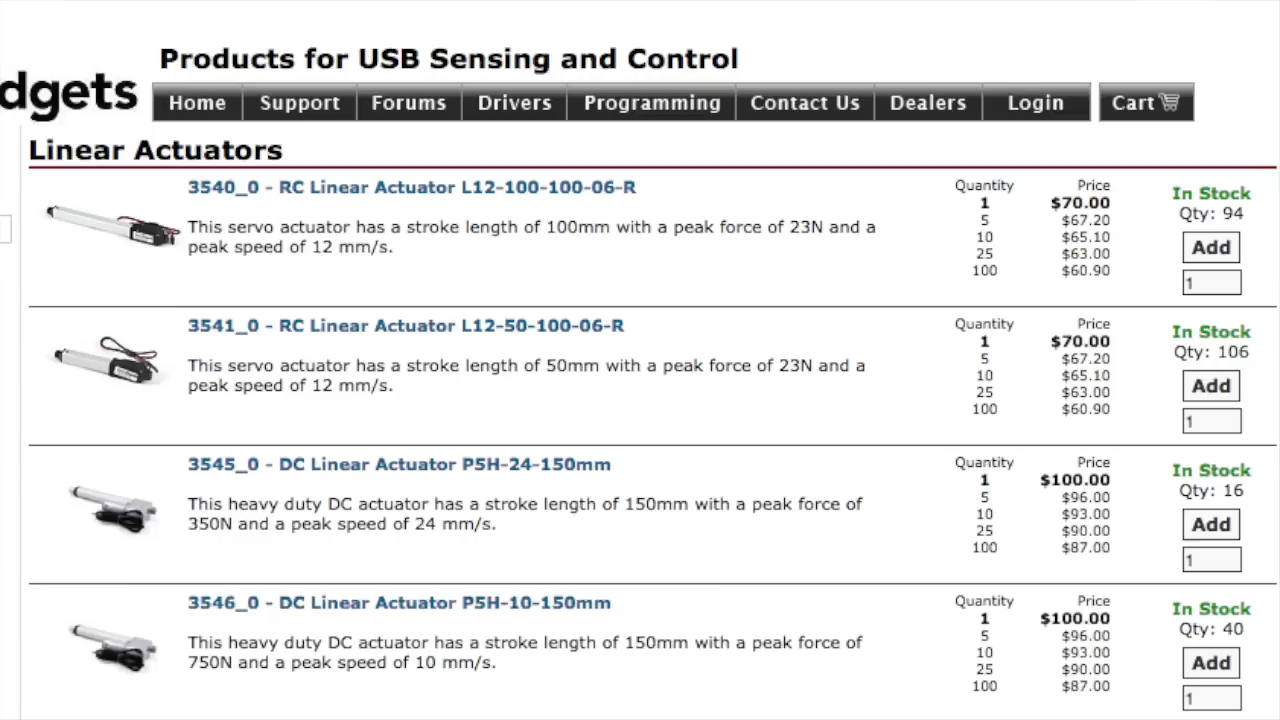 Products for USB Sensing and Control
dgets
Home Support Forums Drivers Programming Contact Us Dealers Login Cart
Linear Actuators
3540_0 - RC Linear Actuator L12-100-100-06-R
This servo actuator has a stroke length of 100mm with a peak force of 23N and a
peak speed of 12 mm/s.
Quantity Price
1 $70.00
5 $67.20
10 $65.10
25 $63.00
100 $60.90
In Stock
Qty: 94
Add
1
3541_0 - RC Linear Actuator L12-50-100-06-R
This servo actuator has a stroke length of 50mm with a peak force of 23N and a
peak speed of 12 mm/s.
Quantity Price
1 $70.00
5 $67.20
10 $65.10
25 $63.00
100 $60.90
In Stock
Qty: 106
Add
1
3545_0 - DC Linear Actuator P5H-24-150mm
This heavy duty DC actuator has a stroke length of 150mm with a peak force of
350N and a peak speed of 24 mm/s.
Quantity Price
1 $100.00
5 $96.00
10 $93.00
25 $90.00
100 $87.00
In Stock
Qty: 16
Add
1
3546_0 - DC Linear Actuator P5H-10-150mm
This heavy duty DC actuator has a stroke length of 150mm with a peak force of
750N and a peak speed of 10 mm/s.
Quantity Price
1 $100.00
5 $96.00
10 $93.00
25 $90.00
100 $87.00
In Stock
Qty: 40
Add
1